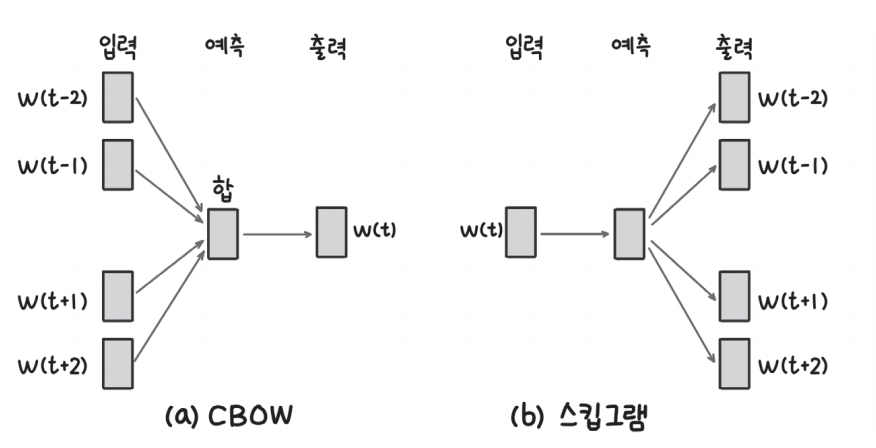 입력 예측 출력
w(t-2)
w(t-1)
합
w(t)
w(t+1)
w(t+2)
(a) CBOW
입력 예측 출력
w(t-2)
w(t-1)
w(t)
w(t+1)
w(t+2)
(b) 스킵그램